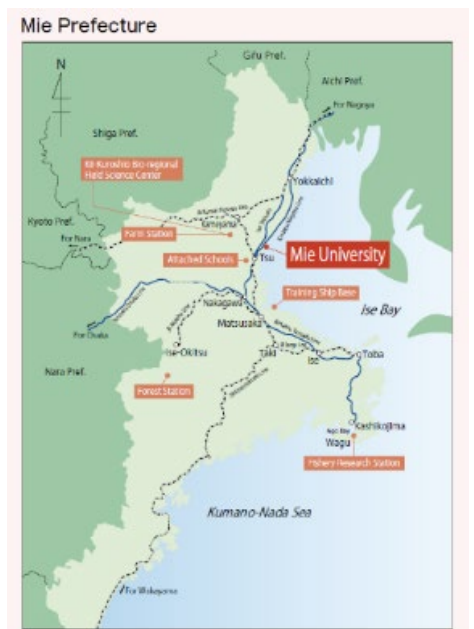 Mie Prefecture
Gifu Pref.
N
Aichi Pref.
For Nagoya
Shiga Pref.
Kii-Kuroshio Bio-regional
Field Science Center
Yokkaichi
Kyoto Pref.
Kameyama
Farm Station
For Nara
Attached Schools
Tsu
Mie University
Training Ship Base
Nakagawa
Ise Bay
Matsusaka
For Osaka
Ise-Okitsu
Taki
Ise
Toba
Nara Pref.
Forest Station
Kashikojima
Wagu
Fishery Research Station
Kumano-Nada Sea
For Wakayama